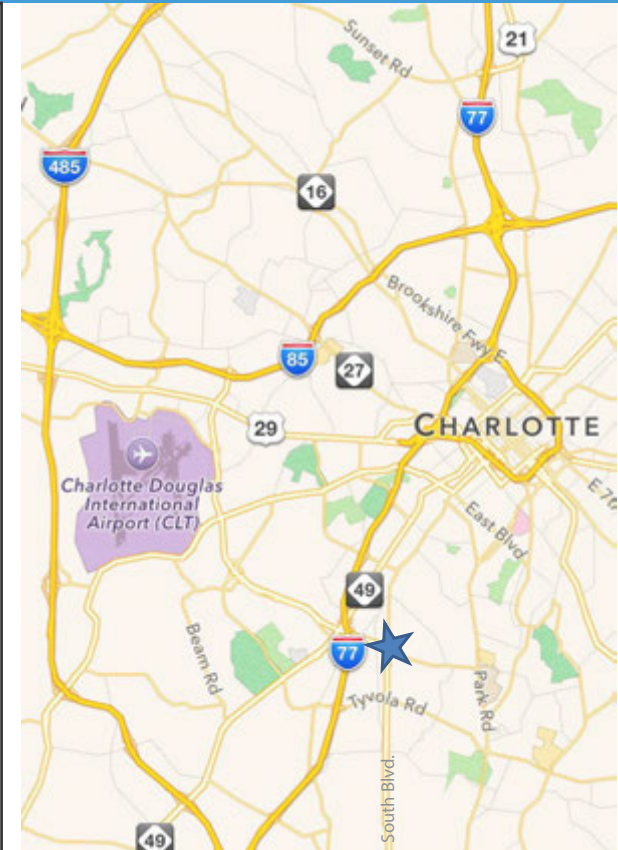 Sunset Rd
21
77
485
16
Brookshire Fwy E
85
27
29
CHARLOTTE
Charlotte Douglas
International
Airport (CLT)
E 7th
East Blvd
49
Beam Rd
77
Park Rd
Tyvola Rd
South Blvd.
49